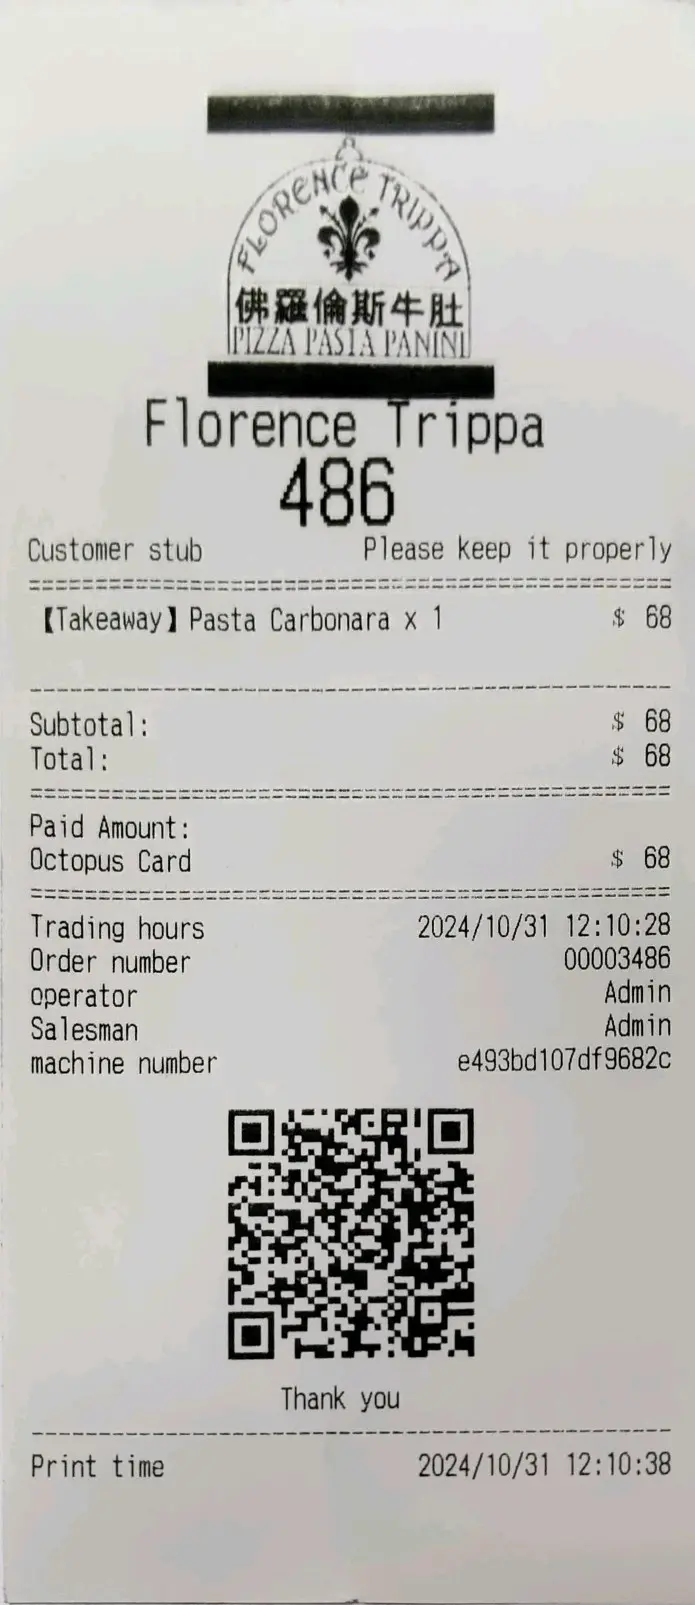 FLORENCE TRIPPA
佛羅倫斯牛肚
PIZZA PASTA PANINI
Florence Trippa
486
Customer stub Please keep it properly
【Takeaway】Pasta Carbonara x 1 $ 68
Subtotal: $ 68
Total: $ 68
Paid Amount:
Octopus Card $ 68
Trading hours 2024/10/31 12:10:28
Order number 00003486
operator Admin
Salesman Admin
machine number e493bd107df9682c
Thank you
Print time 2024/10/31 12:10:38